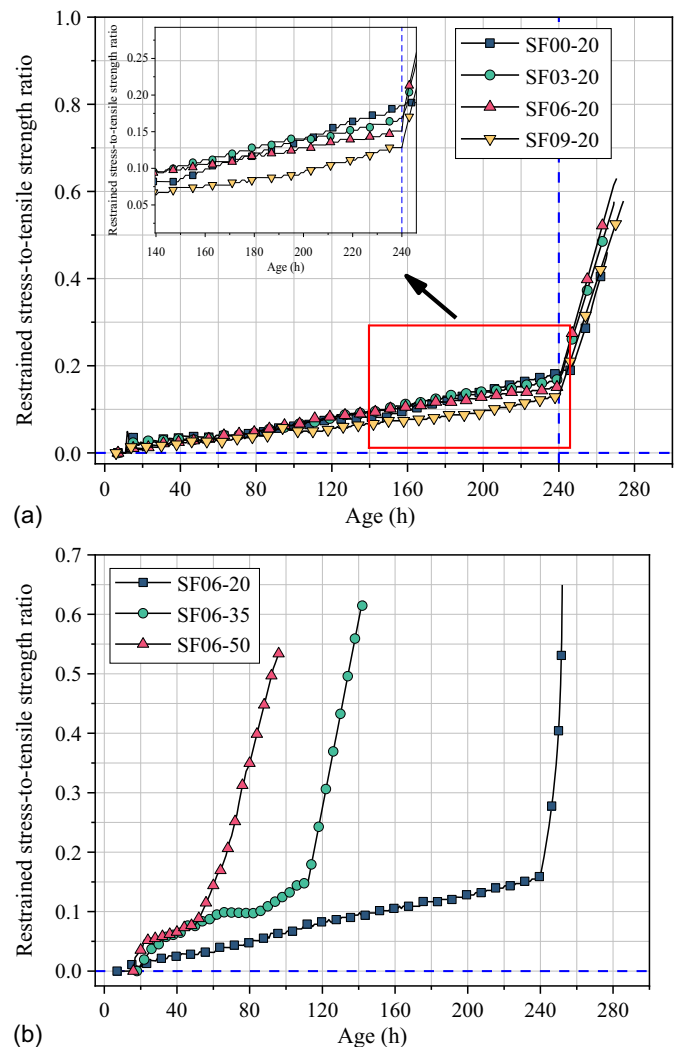 1.0
0.8
0.6
0.4
0.2
0.0
Restrained stress-to-tensile strength ratio
0.25
0.20
0.15
0.10
0.05
Restrained stress-to-tensile strength ratio
140 160 180 200 220 240
Age (h)
SF00-20
SF03-20
SF06-20
SF09-20
0 40 80 120 160 200 240 280
Age (h)
(a)
0.7
0.6
0.5
0.4
0.3
0.2
0.1
0.0
Restrained stress-to-tensile strength ratio
SF06-20
SF06-35
SF06-50
0 40 80 120 160 200 240 280
Age (h)
(b)